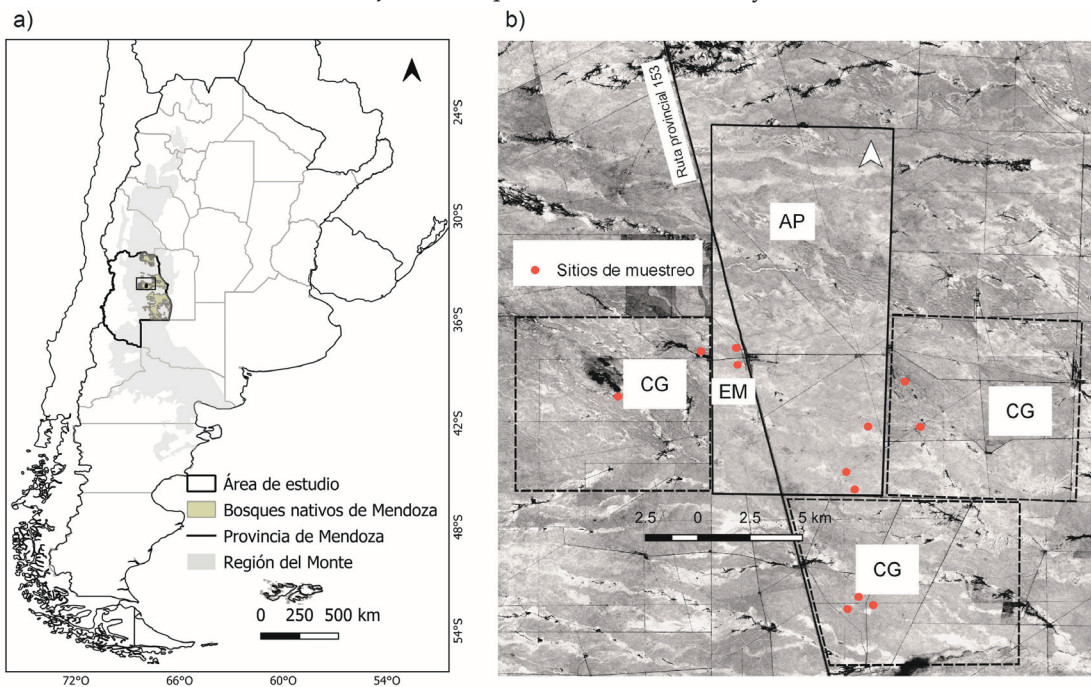 a)
b)
24°S
30°S
36°S
42°S
48°S
54°S
Área de estudio
Bosques nativos de Mendoza
Provincia de Mendoza
Región del Monte
0 250 500 km
72°O 66°O 60°O 54°O
Ruta provincial 153
AP
Sitios de muestreo
CG
EM
CG
2.5 0 2.5 5 km
CG